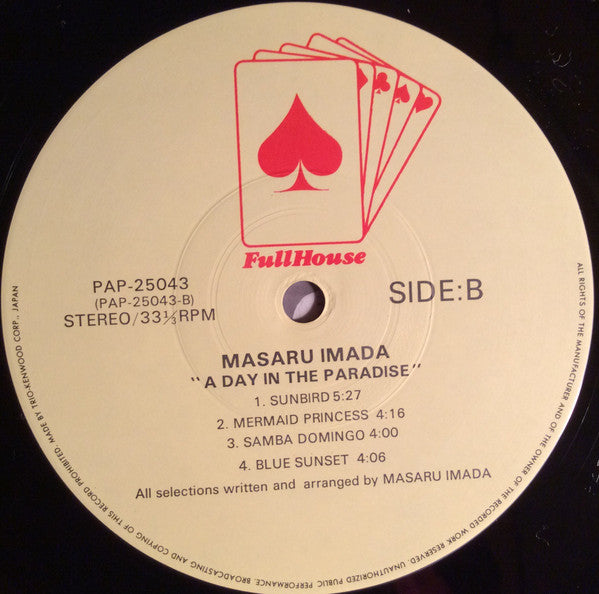 FullHouse
PAP-25043
(PAP-25043-B)
STEREO/33⅓RPM
SIDE:B
MASARU IMADA
"A DAY IN THE PARADISE"
1. SUNBIRD 5:27
2. MERMAID PRINCESS 4:16
3. SAMBA DOMINGO 4:00
4. BLUE SUNSET 4:06
All selections written and arranged by MASARU IMADA
ALL RIGHTS OF THE MANUFACTURER AND OF THE OWNER OF THE RECORDED WORK RESERVED. UNAUTHORIZED PUBLIC PERFORMANCE, BROADCASTING AND COPYING OF THIS RECORD PROHIBITED. MADE BY TRIO-KENWOOD CORP., JAPAN